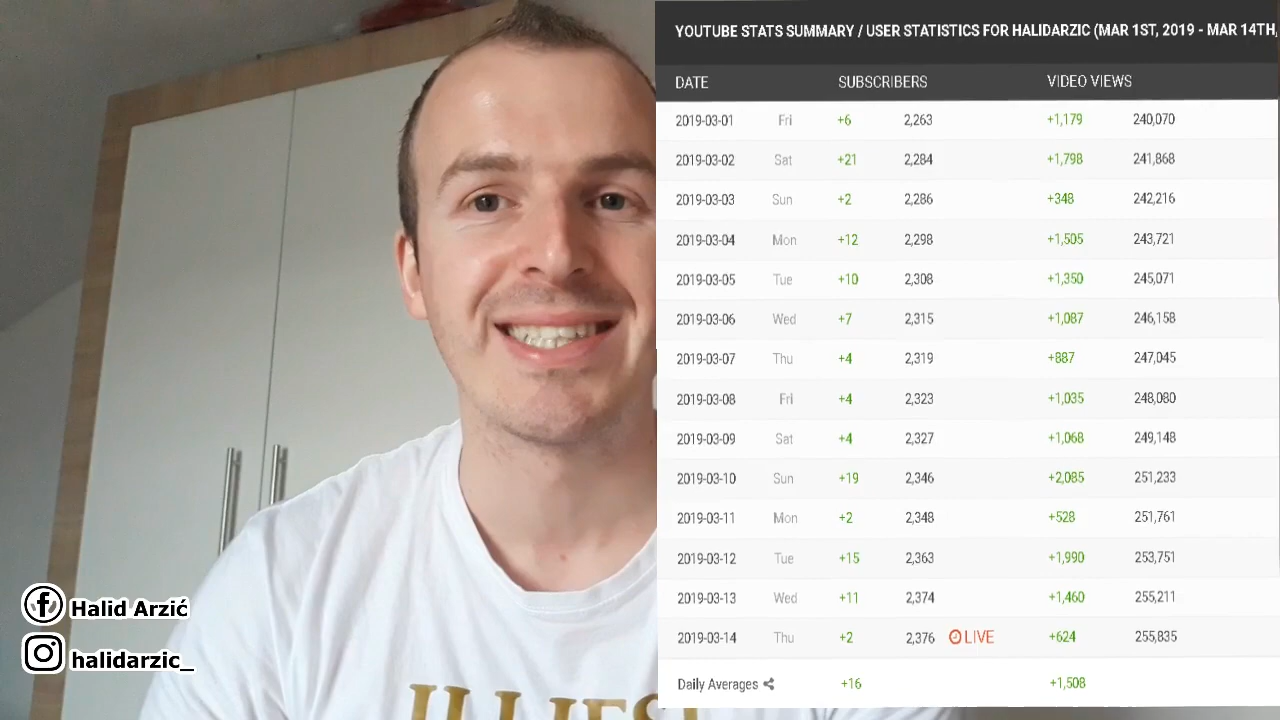 YOUTUBE STATS SUMMARY / USER STATISTICS FOR HALIDARZIC (MAR 1ST, 2019 - MAR 14TH,
DATE SUBSCRIBERS VIDEO VIEWS
2019-03-01 Fri +6 2,263 +1,179 240,070
2019-03-02 Sat +21 2,284 +1,798 241,868
2019-03-03 Sun +2 2,286 +348 242,216
2019-03-04 Mon +12 2,298 +1,505 243,721
2019-03-05 Tue +10 2,308 +1,350 245,071
2019-03-06 Wed +7 2,315 +1,087 246,158
2019-03-07 Thu +4 2,319 +887 247,045
2019-03-08 Fri +4 2,323 +1,035 248,080
2019-03-09 Sat +4 2,327 +1,068 249,148
2019-03-10 Sun +19 2,346 +2,085 251,233
2019-03-11 Mon +2 2,348 +528 251,761
2019-03-12 Tue +15 2,363 +1,990 253,751
2019-03-13 Wed +11 2,374 +1,460 255,211
2019-03-14 Thu +2 2,376 LIVE +624 255,835
Daily Averages +16 +1,508
Halid Arzić
halidarzic_